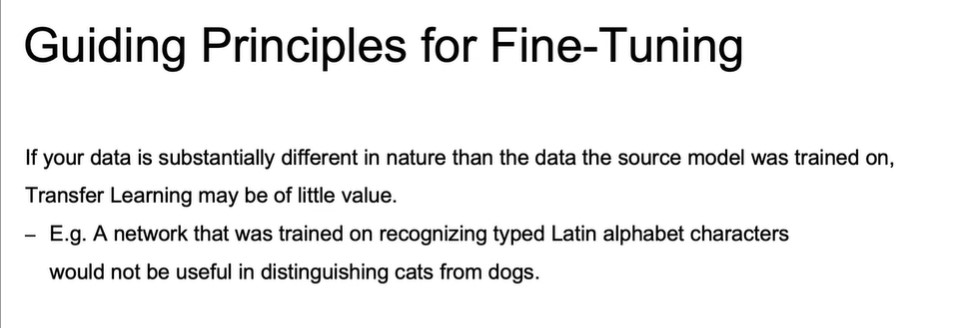 Guiding Principles for Fine-Tuning
If your data is substantially different in nature than the data the source model was trained on,
Transfer Learning may be of little value.
– E.g. A network that was trained on recognizing typed Latin alphabet characters
would not be useful in distinguishing cats from dogs.